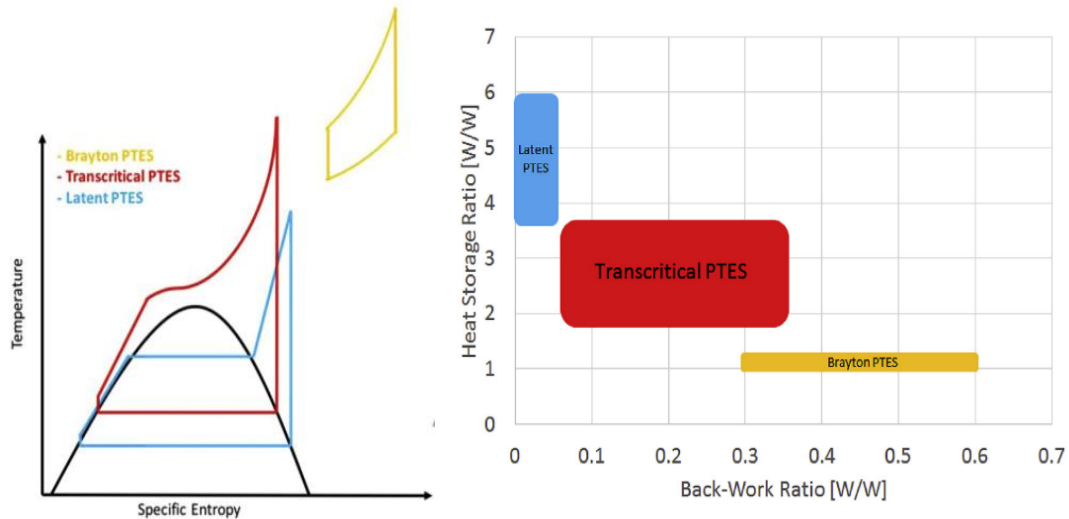 - Brayton PTES
- Transcritical PTES
- Latent PTES
Temperature
Specific Entropy
Heat Storage Ratio [W/W]
7
6
5
4
3
2
1
0
Latent
PTES
Transcritical PTES
Brayton PTES
0 0.1 0.2 0.3 0.4 0.5 0.6 0.7
Back-Work Ratio [W/W]